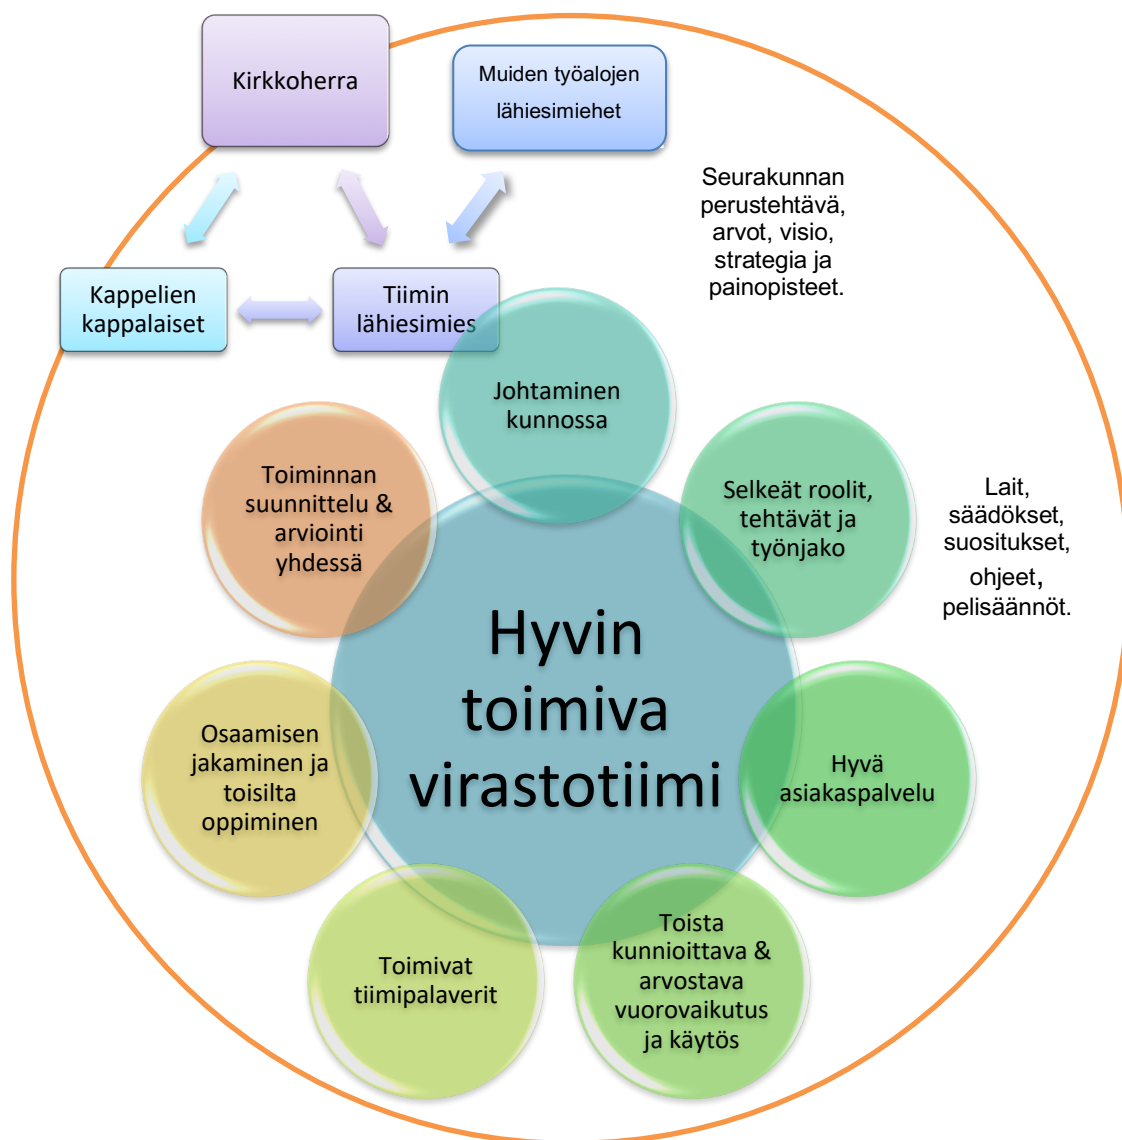 Kirkkoherra
Muiden työalojen
lähiesimiehet
Seurakunnan
perustehtävä,
arvot, visio,
strategia ja
painopisteet.
Kappelien
kappalaiset
Tiimin
lähiesimies
Johtaminen
kunnossa
Toiminnan
suunnittelu &
arviointi
yhdessä
Selkeät roolit,
tehtävät ja
työnjako
Lait,
säädökset,
suositukset,
ohjeet,
pelisäännöt.
Hyvin
toimiva
virastotiimi
Osaamisen
jakaminen ja
toisilta
oppiminen
Hyvä
asiakaspalvelu
Toimivat
tiimipalaverit
Toista
kunnioittava &
arvostava
vuorovaikutus
ja käytös